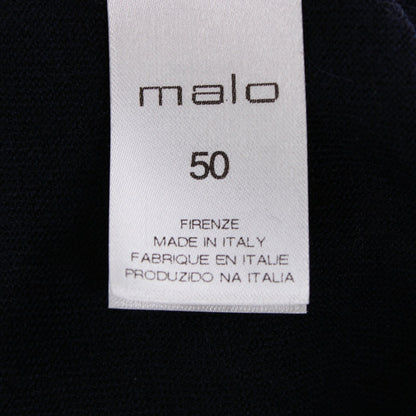 malo
50
FIRENZE
MADE IN ITALY
FABRIQUE EN ITALIE
PRODUZIDO NA ITALIA